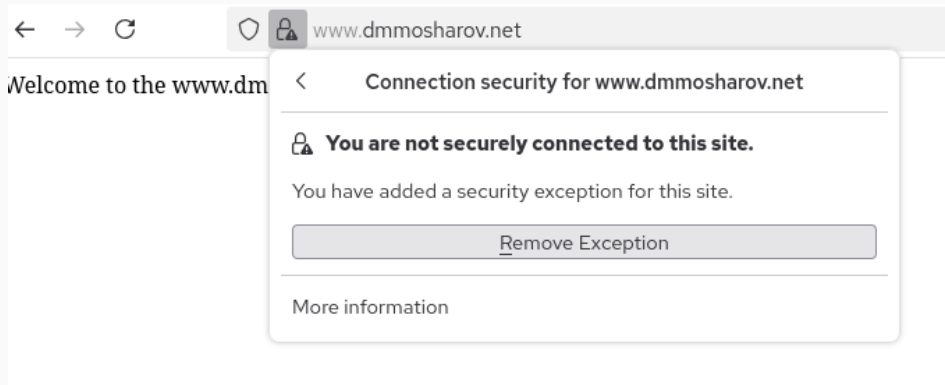 www.dmmosharov.net
Welcome to the www.dm
Connection security for www.dmmosharov.net
You are not securely connected to this site.
You have added a security exception for this site.
Remove Exception
More information